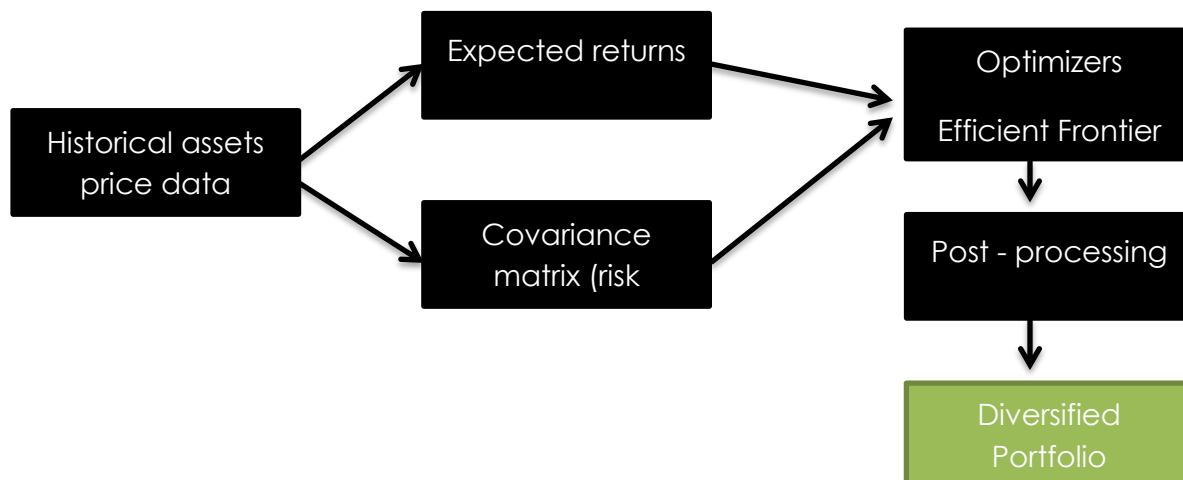 Historical assets
price data
Expected returns
Covariance
matrix (risk
Optimizers
Efficient Frontier
Post - processing
Diversified
Portfolio